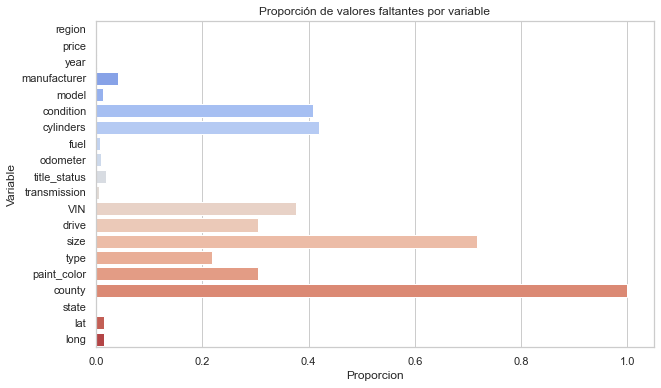 Proporción de valores faltantes por variable
Variable
region
price
year
manufacturer
model
condition
cylinders
fuel
odometer
title_status
transmission
VIN
drive
size
type
paint_color
county
state
lat
long
0.0 0.2 0.4 0.6 0.8 1.0
Proporcion